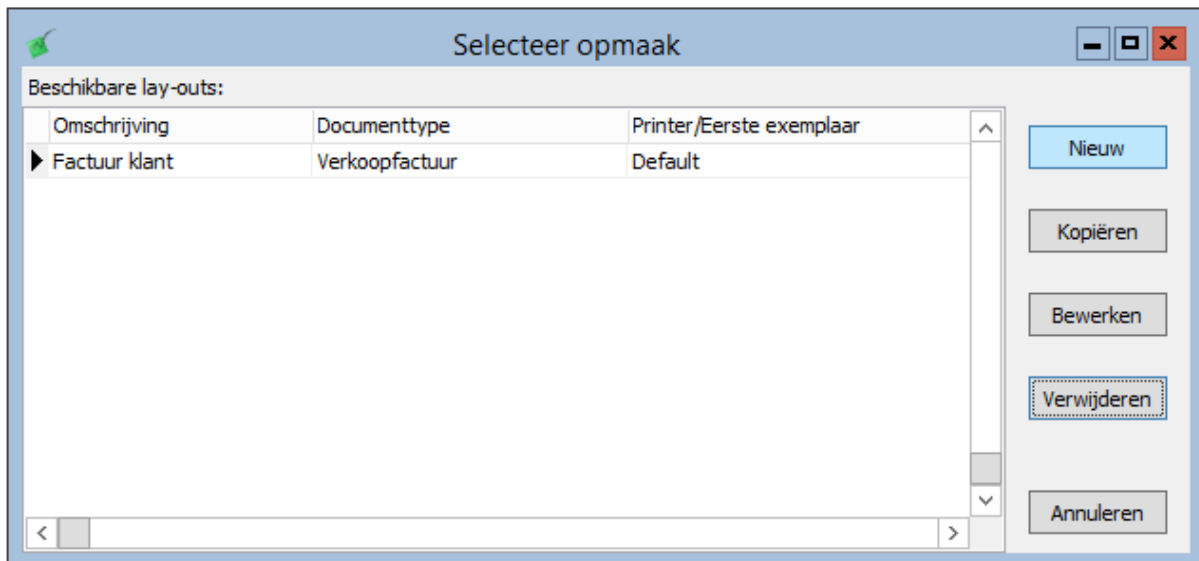 Selecteer opmaak
Beschikbare lay-outs:
Omschrijving Documenttype Printer/Eerste exemplaar
Factuur klant Verkoopfactuur Default
Nieuw
Kopiëren
Bewerken
Verwijderen
Annuleren